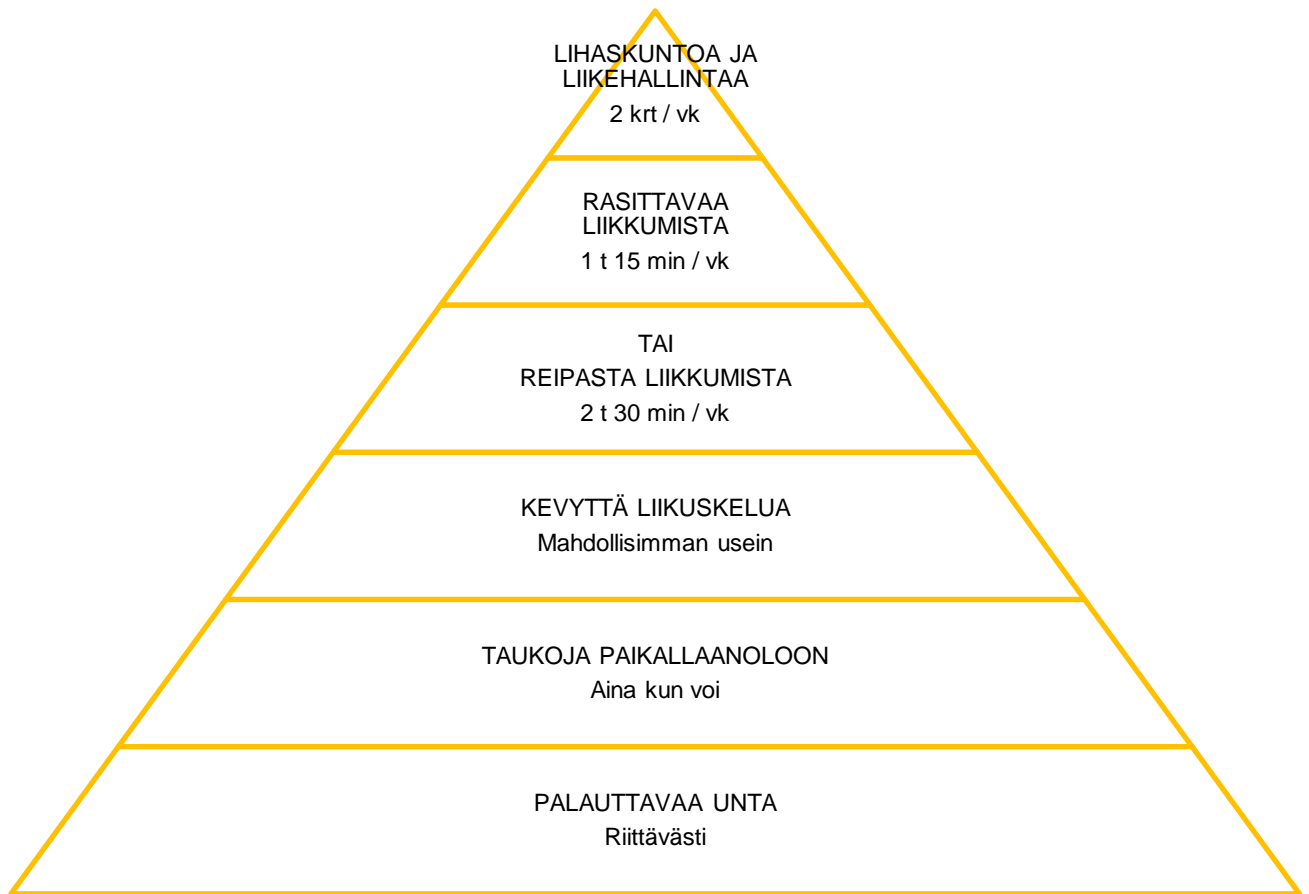 LIHASKUNTOA JA
LIIKEHALLINTAA
2 krt / vk
RASITTAVAA
LIIKKUMISTA
1 t 15 min / vk
TAI
REIPASTA LIIKKUMISTA
2 t 30 min / vk
KEVYTTÄ LIIKUSKELUA
Mahdollisimman usein
TAUKOJA PAIKALLAANOLOON
Aina kun voi
PALAUTTAVAA UNTA
Riittävästi